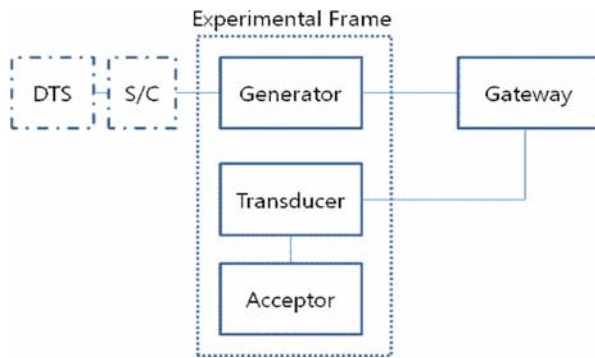 Experimental Frame
DTS
S/C
Generator
Gateway
Transducer
Acceptor